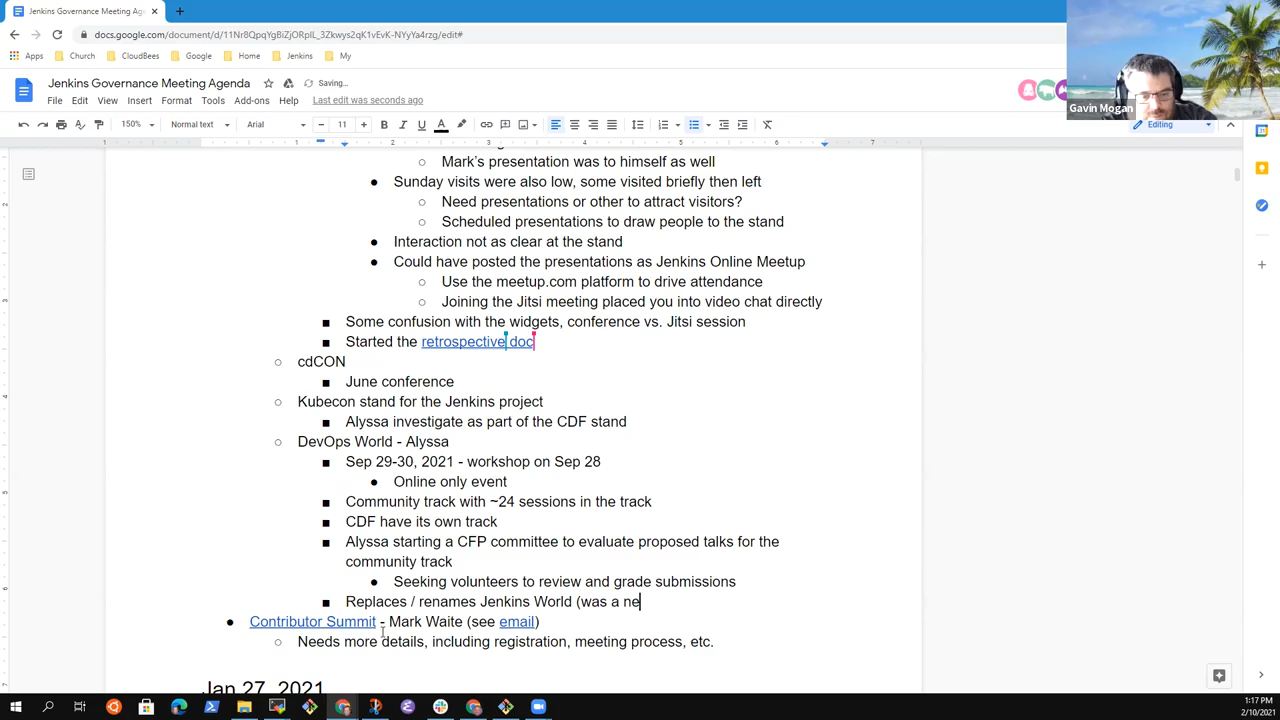 Jenkins Governance Meeting Ag
docs.google.com/document/d/11Nr8QpqYgBiZjORpIL_3Zkwys2qK1vEvK-NYyYa4rzg/edit#
Apps Church CloudBees Google Home Jenkins My
Jenkins Governance Meeting Agenda Saving...
File Edit View Insert Format Tools Add-ons Help Last edit was seconds ago
Gavin Mogan
150% Normal text Arial 11 Editing
1 1 2 3 4 5 6 7
Mark's presentation was to himself as well
Sunday visits were also low, some visited briefly then left
Need presentations or other to attract visitors?
Scheduled presentations to draw people to the stand
Interaction not as clear at the stand
Could have posted the presentations as Jenkins Online Meetup
Use the meetup.com platform to drive attendance
Joining the Jitsi meeting placed you into video chat directly
Some confusion with the widgets, conference vs. Jitsi session
Started the retrospective doc
cdCON
June conference
Kubecon stand for the Jenkins project
Alyssa investigate as part of the CDF stand
DevOps World - Alyssa
Sep 29-30, 2021 - workshop on Sep 28
Online only event
Community track with ~24 sessions in the track
CDF have its own track
Alyssa starting a CFP committee to evaluate proposed talks for the
community track
Seeking volunteers to review and grade submissions
Replaces / renames Jenkins World (was a ne
Contributor Summit - Mark Waite (see email)
Needs more details, including registration, meeting process, etc.
Jan 27, 2021
1:17 PM
2/10/2021